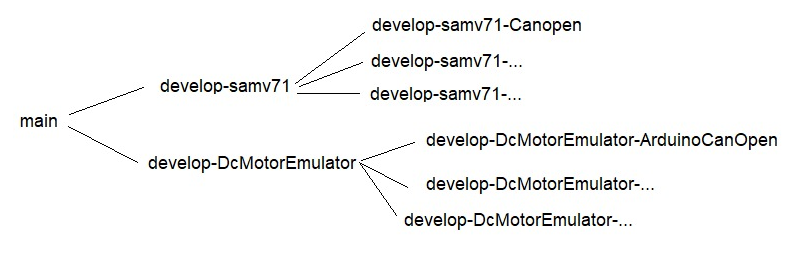 develop-samv71-Canopen
develop-samv71-...
develop-samv71
develop-samv71-...
main
develop-DcMotorEmulator-ArduinoCanOpen
develop-DcMotorEmulator
develop-DcMotorEmulator-...
develop-DcMotorEmulator-...